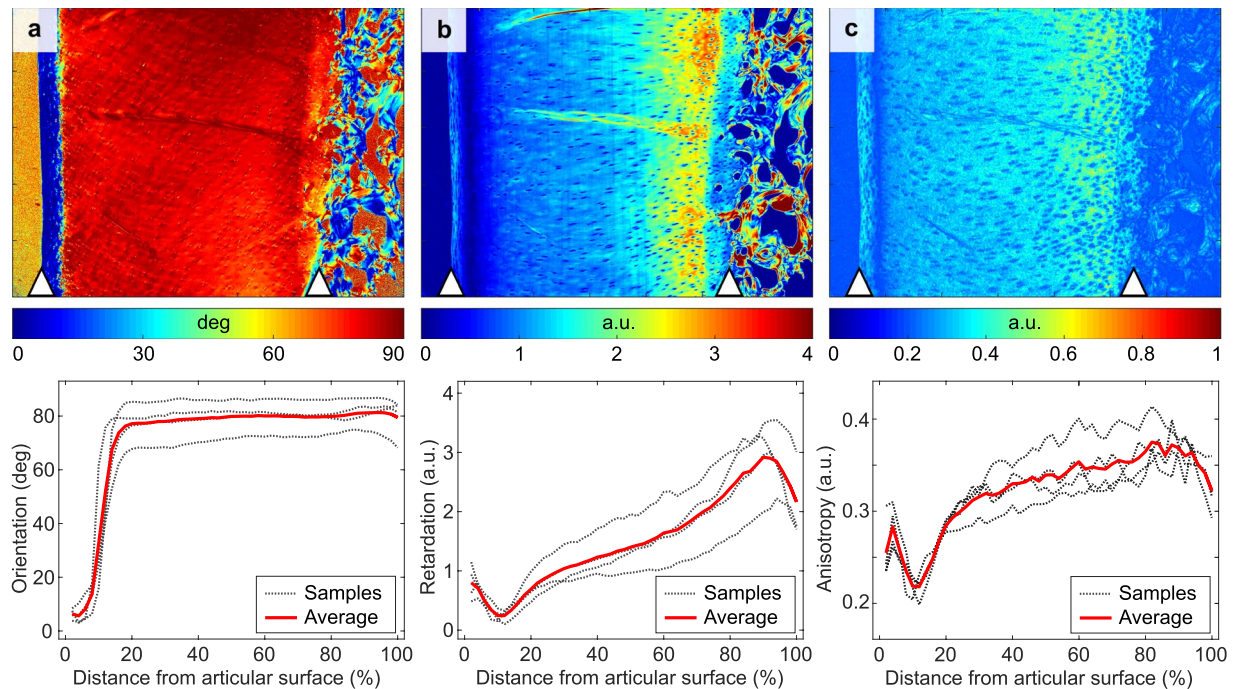 a
b
c
deg
0 30 60 90
a.u.
0 1 2 3 4
a.u.
0 0.2 0.4 0.6 0.8 1
Orientation (deg)
80
60
40
20
0
Samples
Average
0 20 40 60 80 100
Distance from articular surface (%)
Retardation (a.u.)
4
3
2
1
0
Samples
Average
0 20 40 60 80 100
Distance from articular surface (%)
Anisotropy (a.u.)
0.4
0.3
0.2
Samples
Average
0 20 40 60 80 100
Distance from articular surface (%)